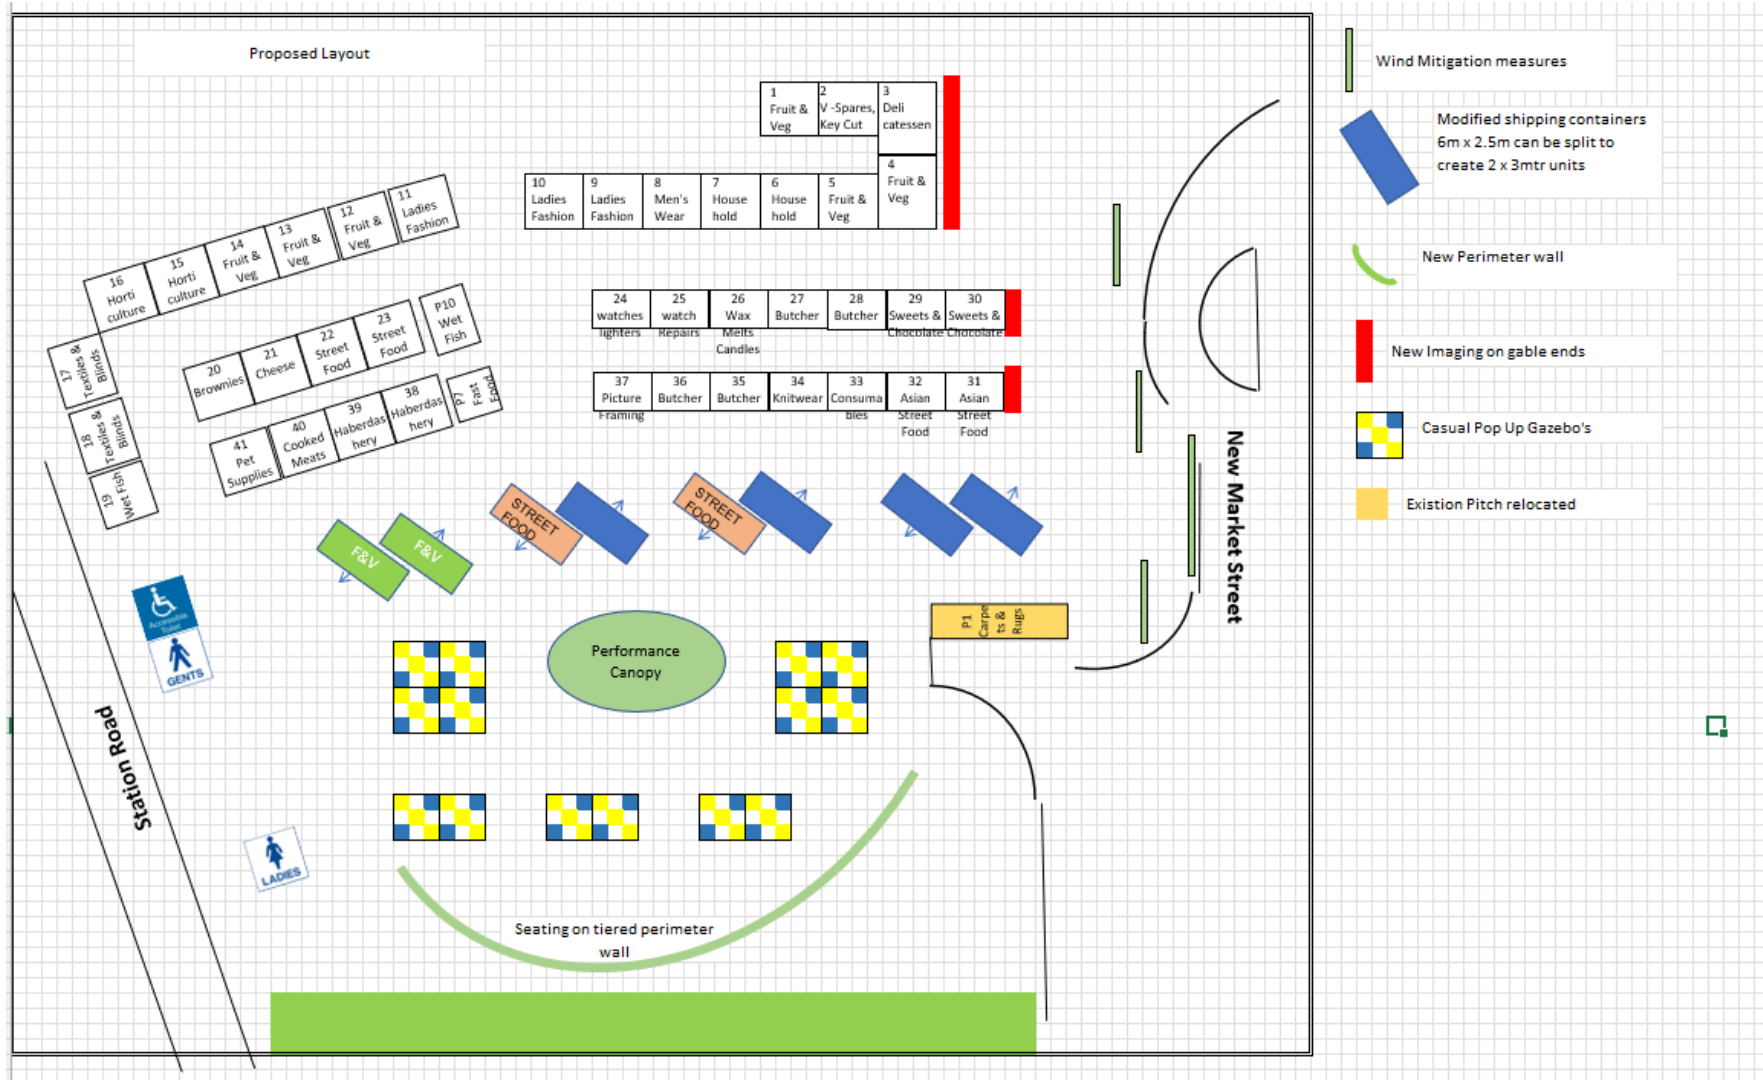 Proposed Layout
1
Fruit &
Veg
2
V -Spares,
Key Cut
3
Deli
catessen
4
Fruit &
Veg
10
Ladies
Fashion
9
Ladies
Fashion
8
Men's
Wear
7
House
hold
6
House
hold
5
Fruit &
Veg
11
Ladies
Fashion
12
Fruit &
Veg
13
Fruit &
Veg
14
Fruit &
Veg
15
Horti
culture
16
Horti
culture
17
Textiles &
Blinds
18
Textiles &
Blinds
19
Wet Fish
20
Brownies
21
Cheese
22
Street
Food
23
Street
Food
P10
Wet
Fish
24
watches
lighters
25
watch
Repairs
26
Wax
Melts
Candles
27
Butcher
28
Butcher
29
Sweets &
Chocolate
30
Sweets &
Chocolate
37
Picture
Framing
36
Butcher
35
Butcher
34
Knitwear
33
Consuma
bles
32
Asian
Street
Food
31
Asian
Street
Food
41
Pet
Supplies
40
Cooked
Meats
39
Haberdas
hery
38
Haberdas
hery
P7
Fast
Food
F&V
F&V
STREET
FOOD
STREET
FOOD
P1
Carpe
ts &
Rugs
Accessible
Toilet
GENTS
LADIES
Performance
Canopy
Seating on tiered perimeter
wall
Station Road
New Market Street
Wind Mitigation measures
Modified shipping containers
6m x 2.5m can be split to
create 2 x 3mtr units
New Perimeter wall
New Imaging on gable ends
Casual Pop Up Gazebo's
Existion Pitch relocated